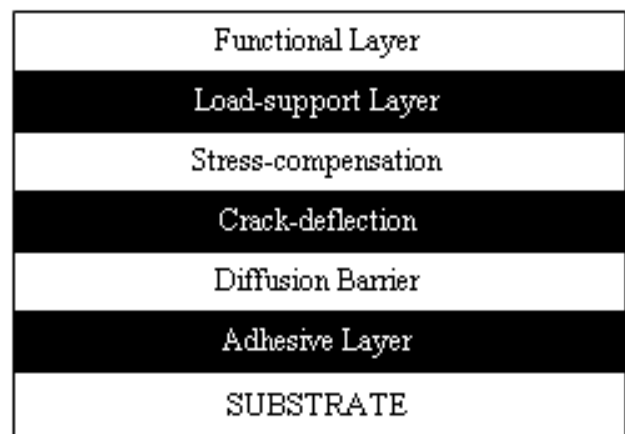 Functional Layer
Load-support Layer
Stress-compensation
Crack-deflection
Diffusion Barrier
Adhesive Layer
SUBSTRATE